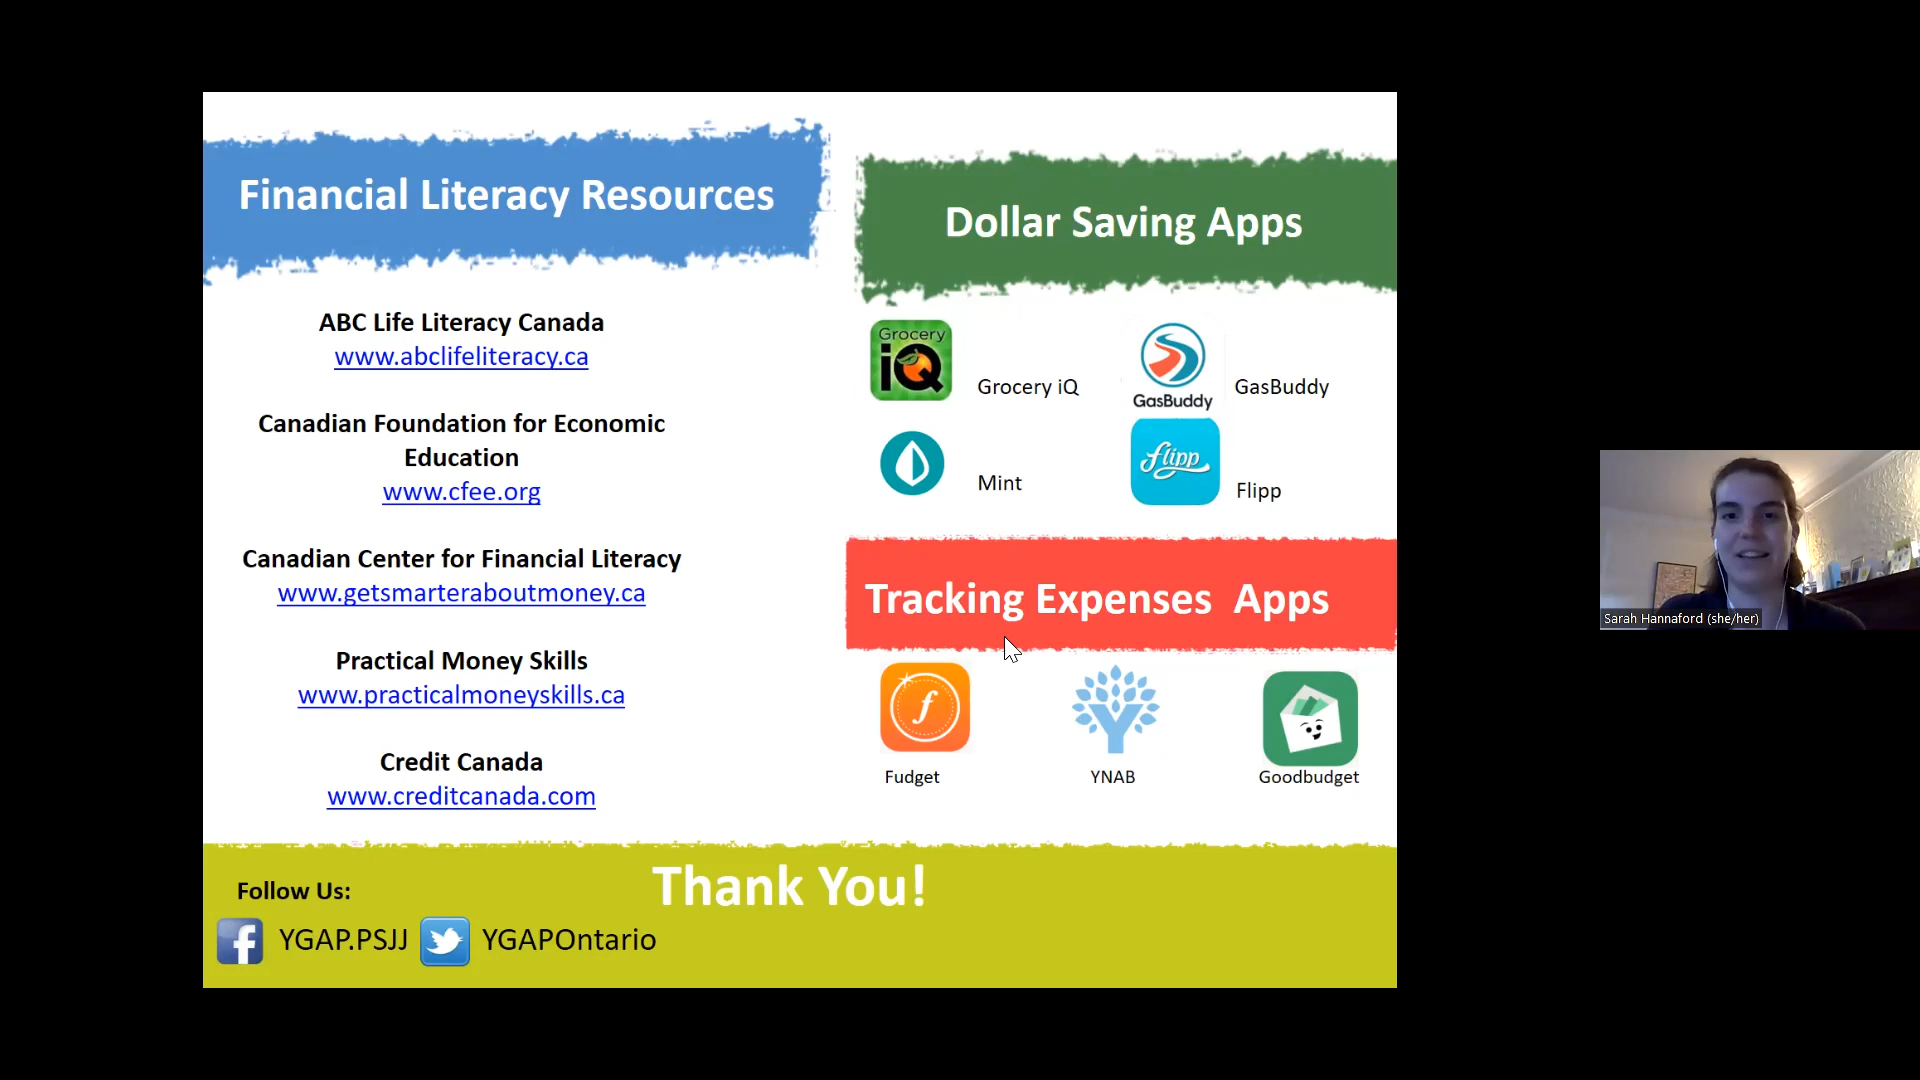 Financial Literacy Resources
ABC Life Literacy Canada
www.abclifeliteracy.ca
Canadian Foundation for Economic
Education
www.cfee.org
Canadian Center for Financial Literacy
www.getsmarteraboutmoney.ca
Practical Money Skills
www.practicalmoneyskills.ca
Credit Canada
www.creditcanada.com
Dollar Saving Apps
Grocery
iQ
Grocery iQ
GasBuddy
GasBuddy
Mint
flipp
Flipp
Tracking Expenses  Apps
f
Fudget
YNAB
Goodbudget
Thank You!
Follow Us:
f YGAP.PSJJ YGAPOntario
Sarah Hannaford (she/her)